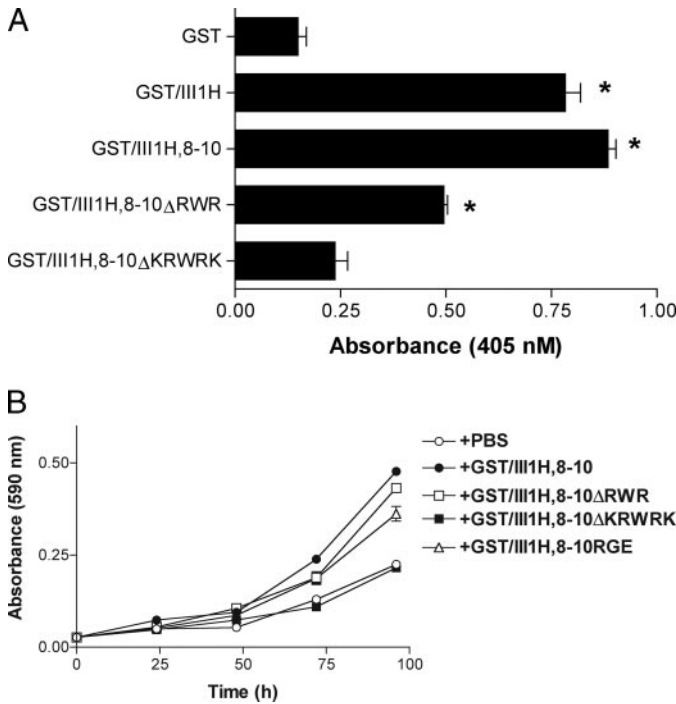 A
GST
GST/III1H
*
GST/III1H,8-10
*
GST/III1H,8-10ΔRWR
*
GST/III1H,8-10ΔKRWRK
0.00 0.25 0.50 0.75 1.00
Absorbance (405 nM)
B
Absorbance (590 nm)
0.50
0.25
0.00
0 25 50 75 100
Time (h)
+PBS
+GST/III1H,8-10
+GST/III1H,8-10ΔRWR
+GST/III1H,8-10ΔKRWRK
+GST/III1H,8-10RGE